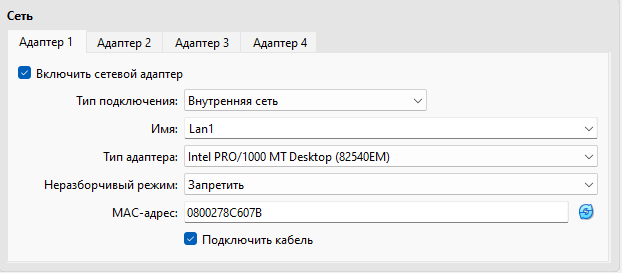 Сеть
Адаптер 1 Адаптер 2 Адаптер 3 Адаптер 4
Включить сетевой адаптер
Тип подключения: Внутренняя сеть
Имя: Lan1
Тип адаптера: Intel PRO/1000 MT Desktop (82540EM)
Неразборчивый режим: Запретить
MAC-адрес: 0800278C607B
Подключить кабель